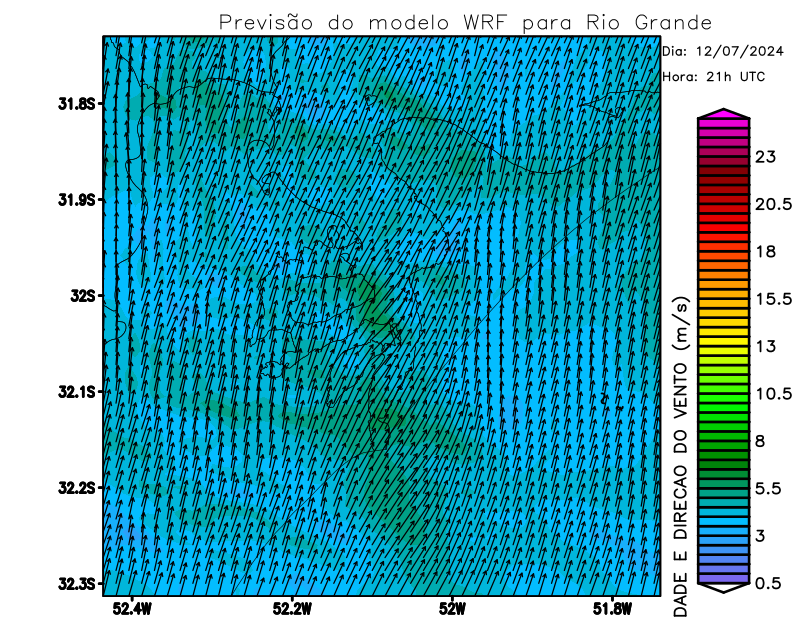 Previsão do modelo WRF para Rio Grande
Dia: 12/07/2024
Hora: 21h UTC
31.8S
31.9S
32S
32.1S
32.2S
32.3S
52.4W
52.2W
52W
51.8W
DADE E DIRECAO DO VENTO (m/s)
23
20.5
18
15.5
13
10.5
8
5.5
3
0.5